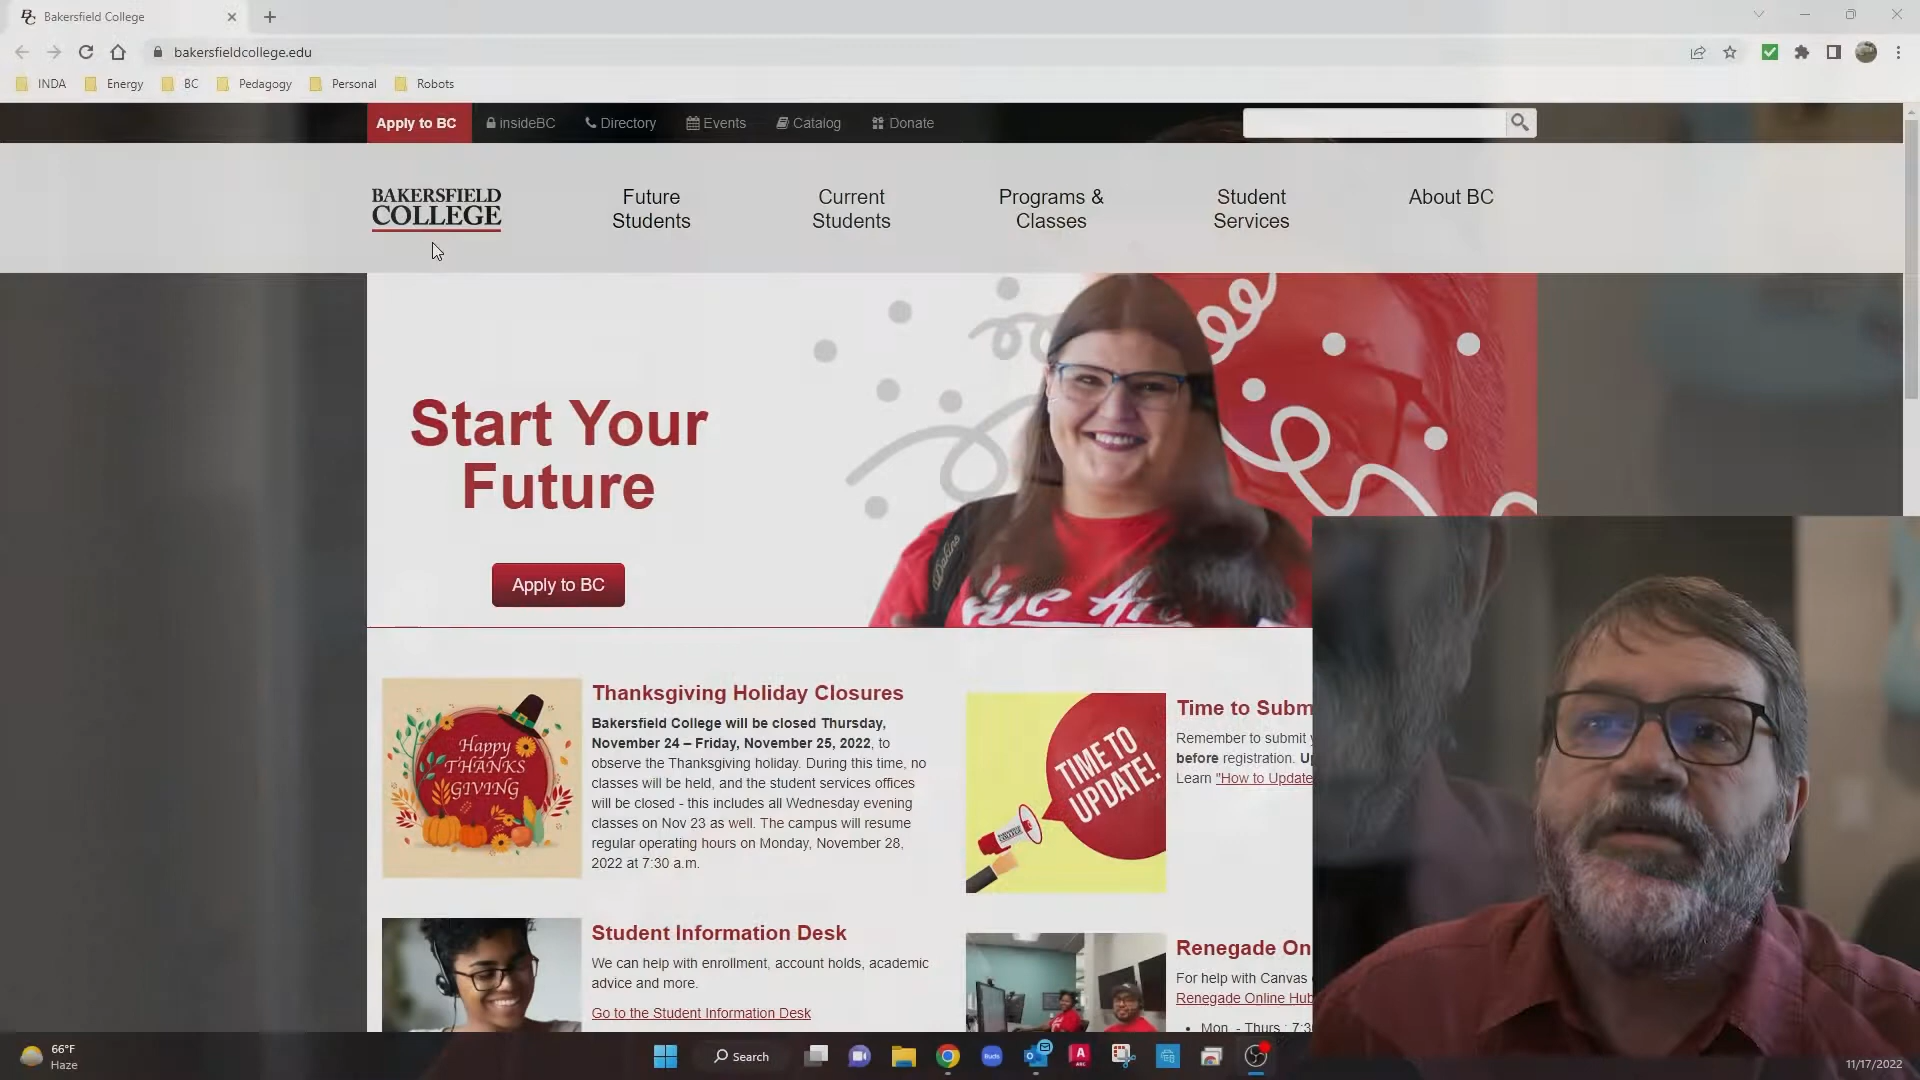 Bakersfield College
bakersfieldcollege.edu
INDA Energy BC Pedagogy Personal Robots
Apply to BC insideBC Directory Events Catalog Donate
BAKERSFIELD
COLLEGE
Future
Students
Current
Students
Programs &
Classes
Student
Services
About BC
Start Your
Future
Apply to BC
We Are
Happy
THANKS
GIVING
Thanksgiving Holiday Closures
Bakersfield College will be closed Thursday,
November 24 – Friday, November 25, 2022, to
observe the Thanksgiving holiday. During this time, no
classes will be held, and the student services offices
will be closed - this includes all Wednesday evening
classes on Nov 23 as well. The campus will resume
regular operating hours on Monday, November 28,
2022 at 7:30 a.m.
TIME TO
UPDATE!
Time to Subm
Remember to submit
before registration.
Learn "How to Update
Student Information Desk
We can help with enrollment, account holds, academic
advice and more.
Go to the Student Information Desk
Renegade On
For help with Canvas
Renegade Online Hub
Mon. - Thurs.: 7:3
66°F
Haze
Search
Buds
11/17/2022